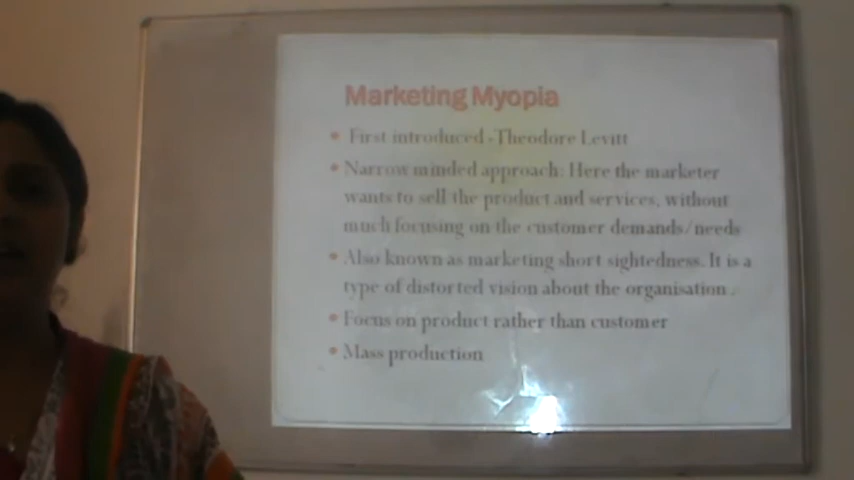 Marketing Myopia
• First introduced -Theodore Levitt
• Narrow minded approach: Here the marketer
wants to sell the product and services, without
much focusing on the customer demands/needs
• Also known as marketing short sightedness. It is a
type of distorted vision about the organisation .
• Focus on product rather than customer
• Mass production